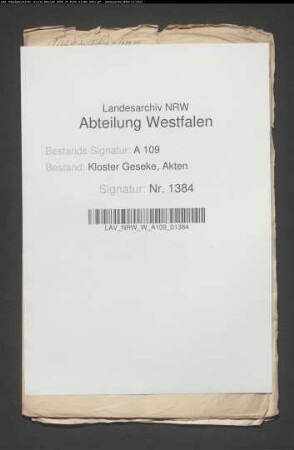 Landesarchiv NRW
Abteilung Westfalen
Bestands-Signatur: A 109
Bestand: Kloster Geseke, Akten
Signatur: Nr. 1384
LAV_NRW_W_A109_01384